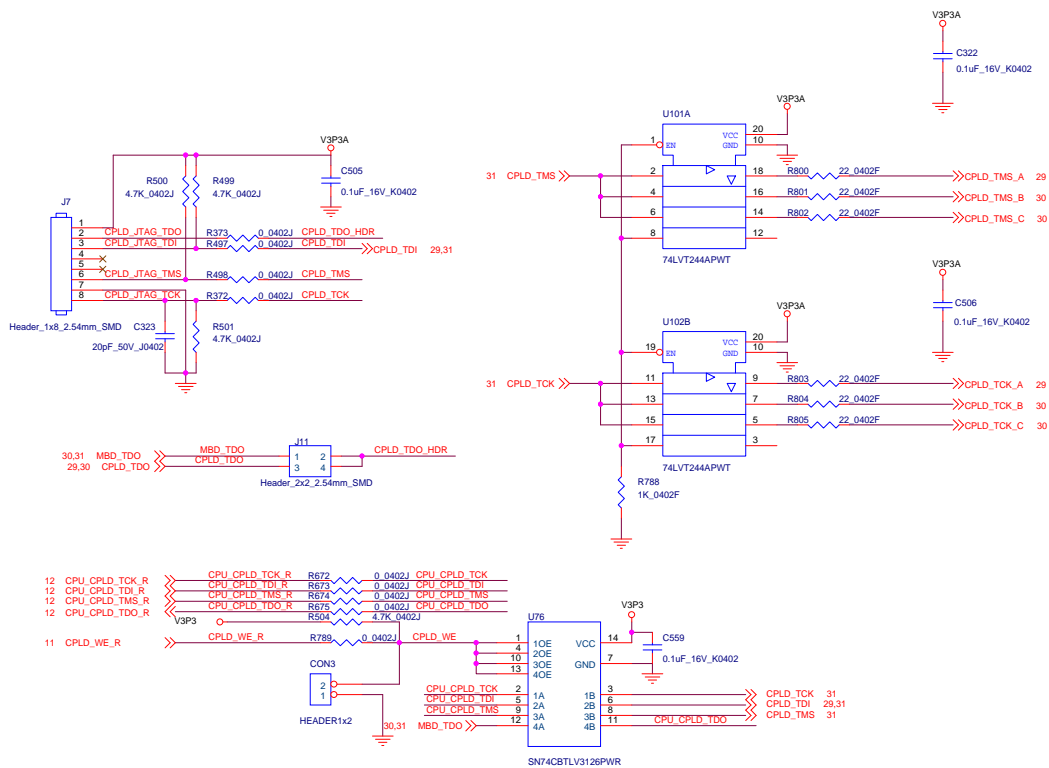 V3P3A
C322
0.1uF_16V_K0402
V3P3A
U101A
1 EN VCC 20
GND 10
31 CPLD_TMS 2 18 R800 22_0402F CPLD_TMS_A 29
4 16 R801 22_0402F CPLD_TMS_B 30
6 14 R802 22_0402F CPLD_TMS_C 30
8 12
74LVT244APWT
V3P3A
C505
0.1uF_16V_K0402
R500 R499
4.7K_0402J 4.7K_0402J
J7
1
2 CPLD_JTAG_TDO R373 0_0402J CPLD_TDO_HDR
3 CPLD_JTAG_TDI R497 0_0402J CPLD_TDI CPLD_TDI 29,31
4
5
6 CPLD_JTAG_TMS R498 0_0402J CPLD_TMS
7
8 CPLD_JTAG_TCK R372 0_0402J CPLD_TCK
Header_1x8_2.54mm_SMD
C323
20pF_50V_J0402
R501
4.7K_0402J
V3P3A
C506
0.1uF_16V_K0402
V3P3A
U102B
19 EN VCC 20
GND 10
31 CPLD_TCK 11 9 R803 22_0402F CPLD_TCK_A 29
13 7 R804 22_0402F CPLD_TCK_B 30
15 5 R805 22_0402F CPLD_TCK_C 30
17 3
74LVT244APWT
R788
1K_0402F
J11
30,31 MBD_TDO MBD_TDO 1 2 CPLD_TDO_HDR
29,30 CPLD_TDO CPLD_TDO 3 4
Header_2x2_2.54mm_SMD
12 CPU_CPLD_TCK_R CPU_CPLD_TCK_R R672 0_0402J CPU_CPLD_TCK
12 CPU_CPLD_TDI_R CPU_CPLD_TDI_R R673 0_0402J CPU_CPLD_TDI
12 CPU_CPLD_TMS_R CPU_CPLD_TMS_R R674 0_0402J CPU_CPLD_TMS
12 CPU_CPLD_TDO_R CPU_CPLD_TDO_R R675 0_0402J CPU_CPLD_TDO
V3P3 R504 4.7K_0402J
11 CPLD_WE_R CPLD_WE_R R789 0_0402J CPLD_WE
CON3
2
1
HEADER1x2
U76
V3P3
C559
0.1uF_16V_K0402
1 1OE VCC 14
4 2OE
10 3OE GND 7
13 4OE
CPU_CPLD_TCK 2 1A 1B 3 CPLD_TCK 31
CPU_CPLD_TDI 5 2A 2B 6 CPLD_TDI 29,31
CPU_CPLD_TMS 9 3A 3B 8 CPLD_TMS 31
30,31 MBD_TDO 12 4A 4B 11 CPU_CPLD_TDO
SN74CBTLV3126PWR